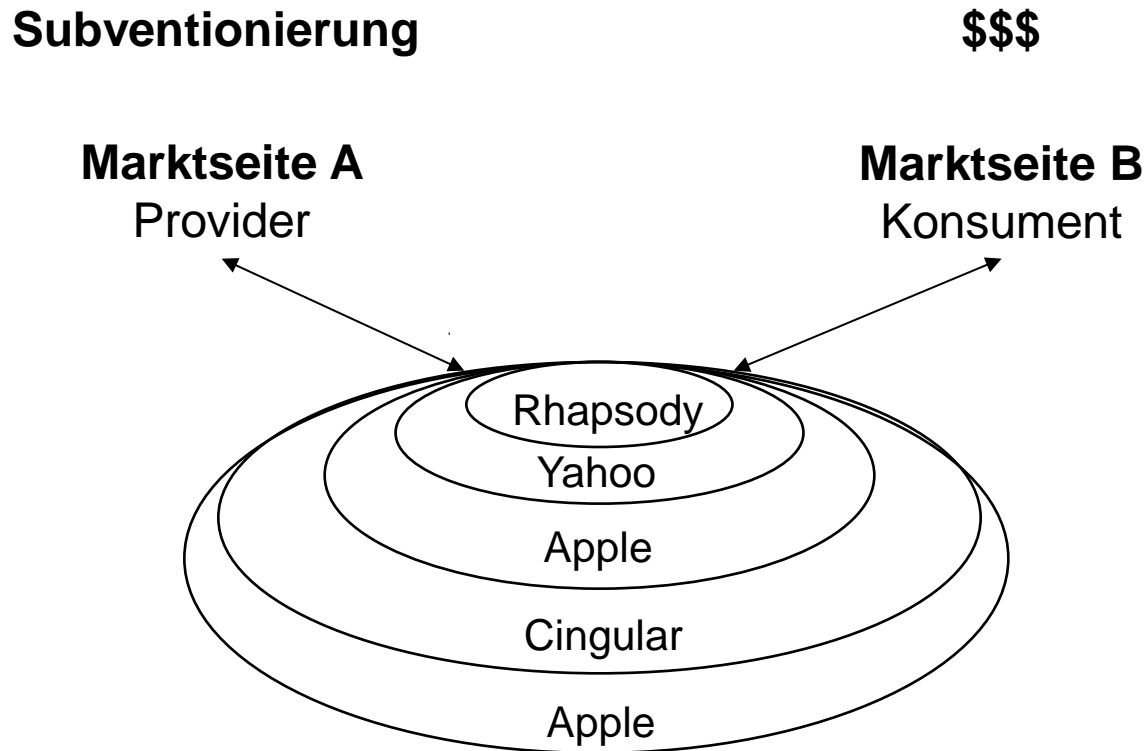 Subventionierung $$$
Marktseite A Marktseite B
Provider Konsument
Rhapsody
Yahoo
Apple
Cingular
Apple